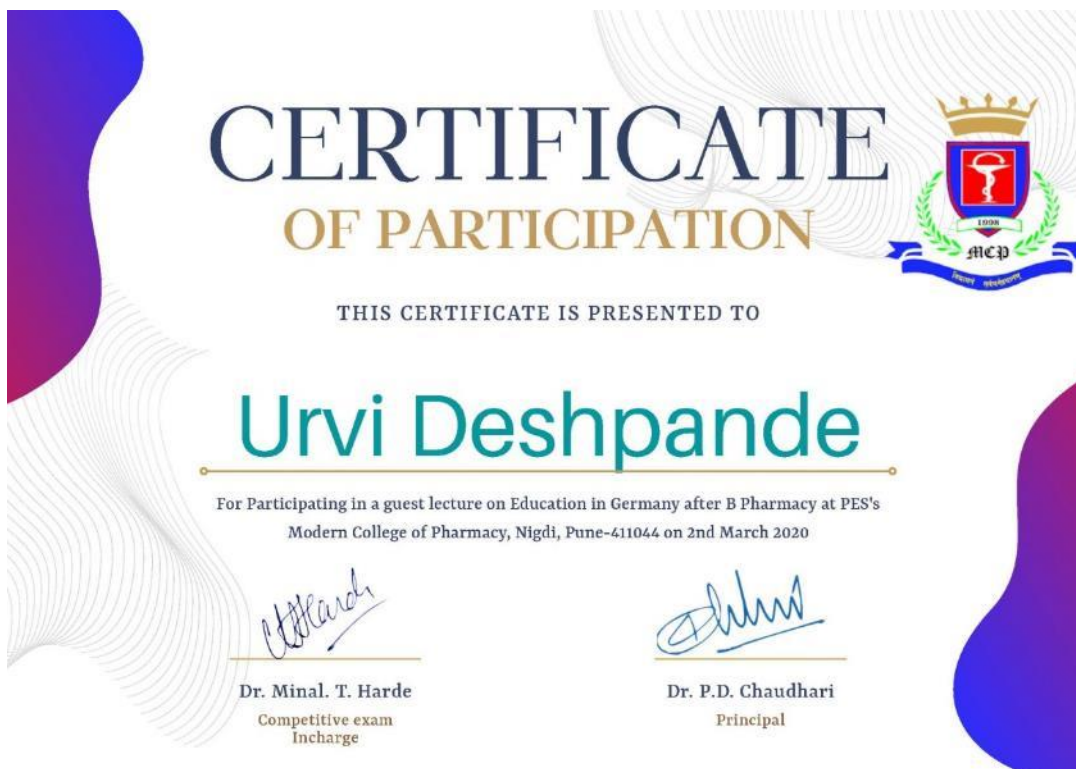 CERTIFICATE
OF PARTICIPATION
1998
MCP
THIS CERTIFICATE IS PRESENTED TO
Urvi Deshpande
For Participating in a guest lecture on Education in Germany after B Pharmacy at PES's
Modern College of Pharmacy, Nigdi, Pune-411044 on 2nd March 2020
Dr. Minal. T. Harde
Competitive exam
Incharge
Dr. P.D. Chaudhari
Principal